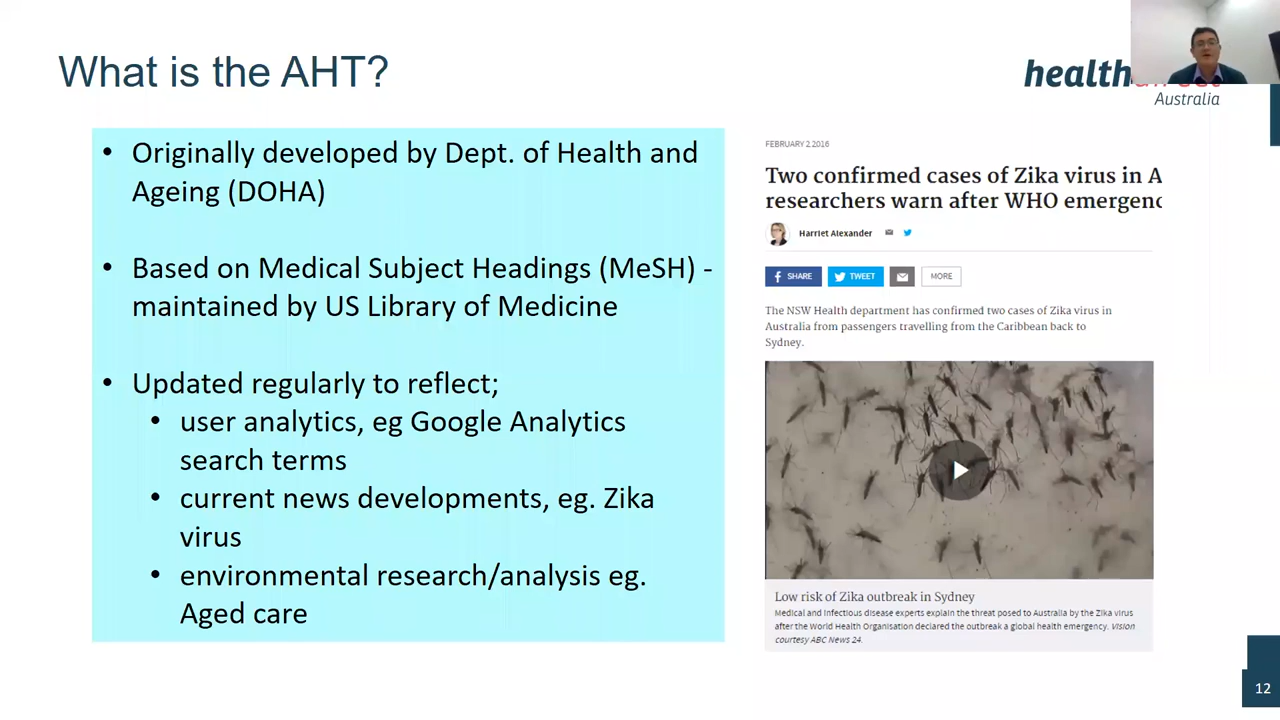 What is the AHT?
health
Australia
• Originally developed by Dept. of Health and
Ageing (DOHA)
• Based on Medical Subject Headings (MeSH) -
maintained by US Library of Medicine
• Updated regularly to reflect;
• user analytics, eg Google Analytics
search terms
• current news developments, eg. Zika
virus
• environmental research/analysis eg.
Aged care
FEBRUARY 2 2016
Two confirmed cases of Zika virus in A
researchers warn after WHO emergenc
Harriet Alexander
SHARE TWEET MORE
The NSW Health department has confirmed two cases of Zika virus in
Australia from passengers travelling from the Caribbean back to
Sydney.
Low risk of Zika outbreak in Sydney
Medical and infectious disease experts explain the threat posed to Australia by the Zika virus
after the World Health Organisation declared the outbreak a global health emergency. Vision
courtesy ABC News 24.
12